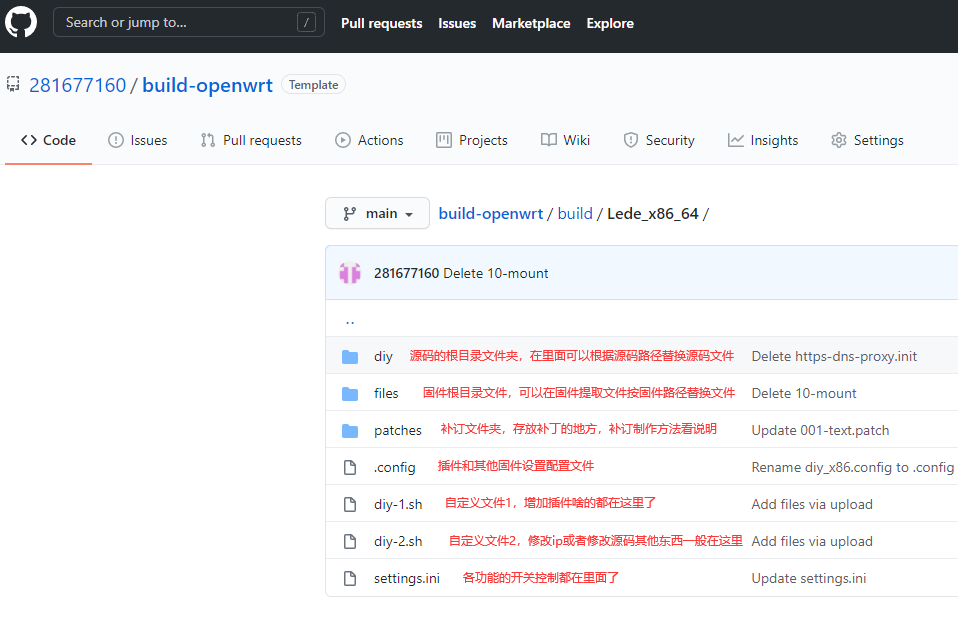 Search or jump to... /
Pull requests Issues Marketplace Explore
281677160 / build-openwrt Template
Code Issues Pull requests Actions Projects Wiki Security Insights Settings
main build-openwrt / build / Lede_x86_64 /
281677160 Delete 10-mount
..
diy 源码的根目录文件夹，在里面可以根据源码路径替换源码文件 Delete https-dns-proxy.init
files 固件根目录文件，可以在固件提取文件按固件路径替换文件 Delete 10-mount
patches 补订文件夹，存放补丁的地方，补订制作方法看说明 Update 001-text.patch
.config 插件和其他固件设置配置文件 Rename diy_x86.config to .config
diy-1.sh 自定义文件1，增加插件啥的都在这里了 Add files via upload
diy-2.sh 自定义文件2，修改ip或者修改源码其他东西一般在这里 Add files via upload
settings.ini 各功能的开关控制都在里面了 Update settings.ini